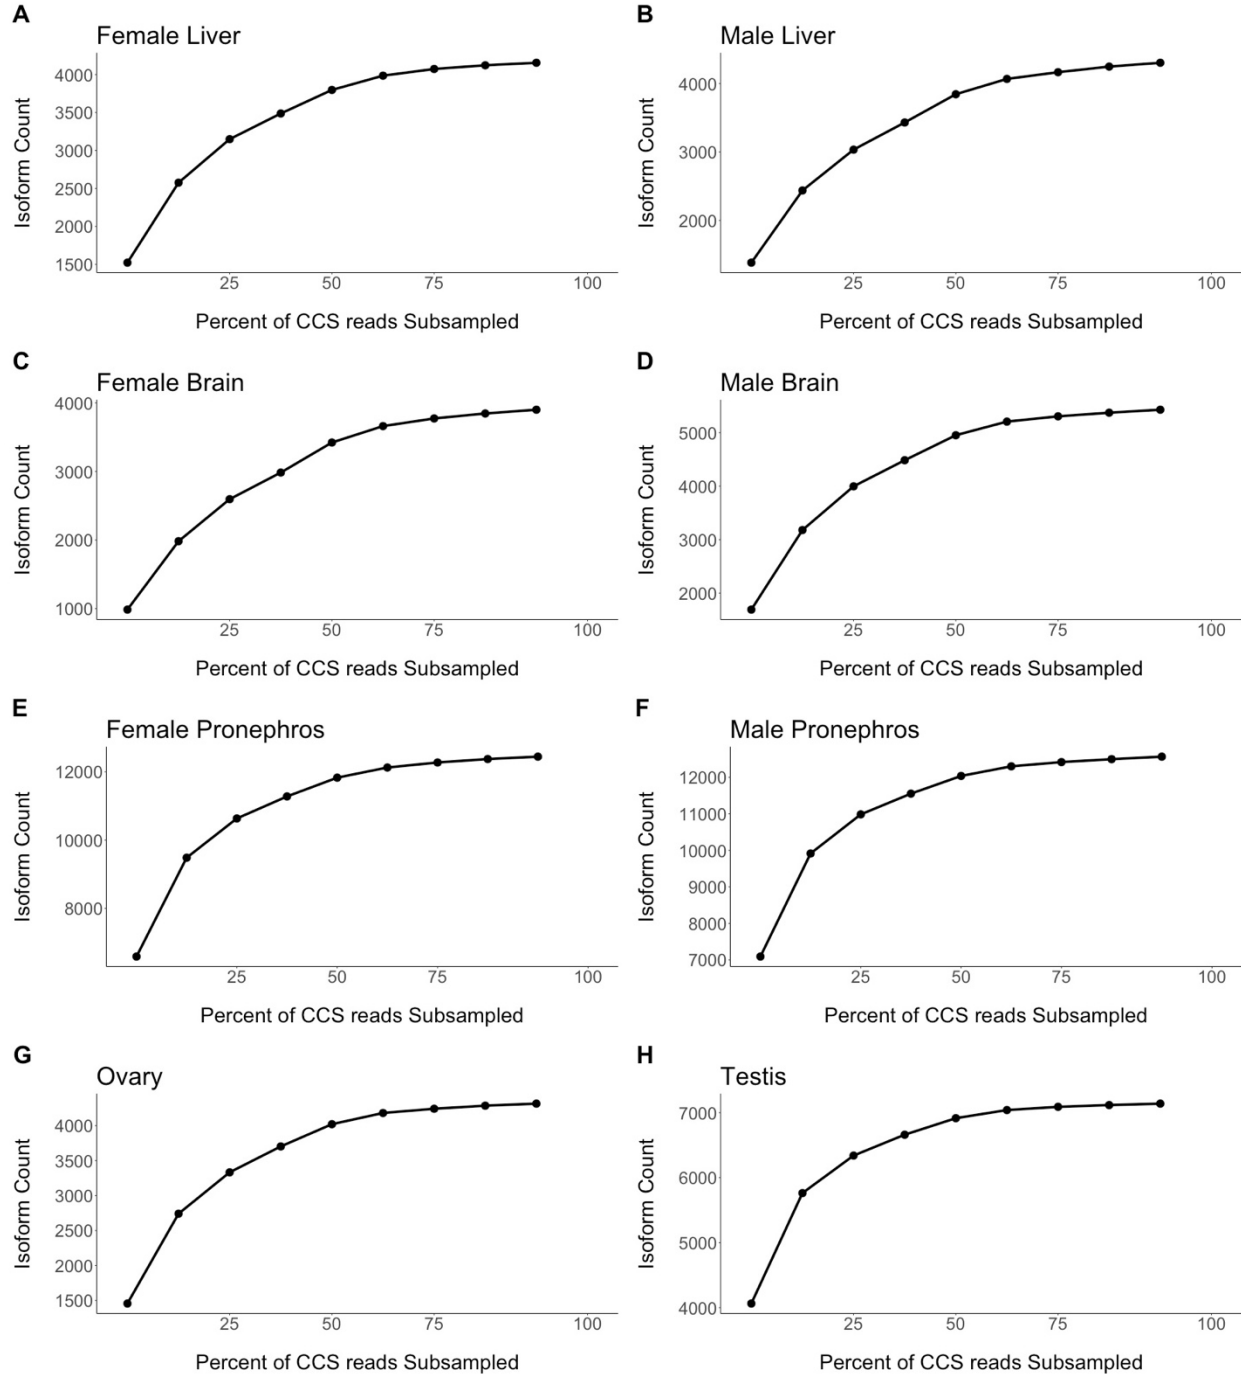 A
Female Liver
Isoform Count
4000
3500
3000
2500
2000
1500
25 50 75 100
Percent of CCS reads Subsampled
B
Male Liver
Isoform Count
4000
3000
2000
25 50 75 100
Percent of CCS reads Subsampled
C
Female Brain
Isoform Count
4000
3000
2000
1000
25 50 75 100
Percent of CCS reads Subsampled
D
Male Brain
Isoform Count
5000
4000
3000
2000
25 50 75 100
Percent of CCS reads Subsampled
E
Female Pronephros
Isoform Count
12000
10000
8000
25 50 75 100
Percent of CCS reads Subsampled
F
Male Pronephros
Isoform Count
12000
11000
10000
9000
8000
7000
25 50 75 100
Percent of CCS reads Subsampled
G
Ovary
Isoform Count
4000
3500
3000
2500
2000
1500
25 50 75 100
Percent of CCS reads Subsampled
H
Testis
Isoform Count
7000
6000
5000
4000
25 50 75 100
Percent of CCS reads Subsampled